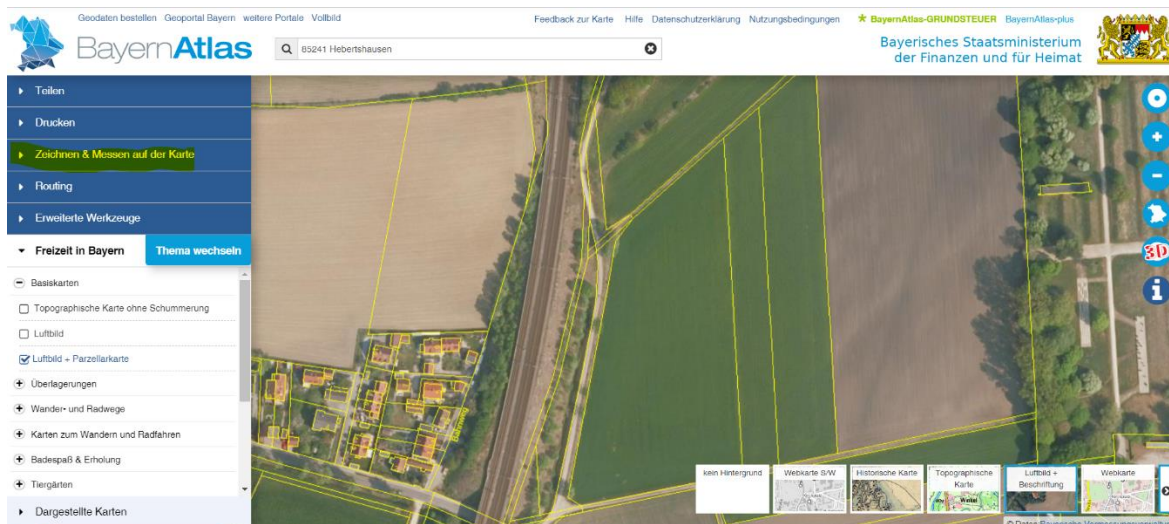 Geodaten bestellen Geoportal Bayern weitere Portale Vollbild
Feedback zur Karte Hilfe Datenschutzerklärung Nutzungsbedingungen ★ BayernAtlas-GRUNDSTEUER BayernAtlas-plus
BayernAtlas
85241 Hebertshausen
Bayerisches Staatsministerium
der Finanzen und für Heimat
Teilen
Drucken
Zeichnen & Messen auf der Karte
Routing
Erweiterte Werkzeuge
Freizeit in Bayern
Thema wechseln
Basiskarten
Topographische Karte ohne Schummerung
Luftbild
Luftbild + Parzellarkarte
Überlagerungen
Wander- und Radwege
Karten zum Wandern und Radfahren
Badespaß & Erholung
Tiergärten
Dargestellte Karten
3D
i
Bahnweg
kein Hintergrund
Webkarte S/W
Historische Karte
Topographische
Karte
Luftbild +
Beschriftung
Webkarte